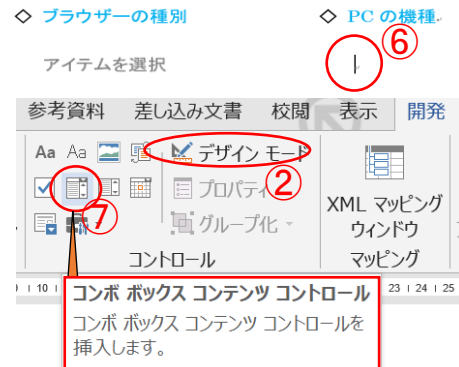 ◇ ブラウザーの種別 ◇ PCの機種
⑥
アイテムを選択
参考資料 差し込み文書 校閲 表示 開発
Aa Aa デザイン モード
② プロパティ
⑦ グループ化
XML マッピング
ウィンドウ
コントロール マッピング
10 23 24 25
コンボ ボックス コンテンツ コントロール
コンボ ボックス コンテンツ コントロールを
挿入します。